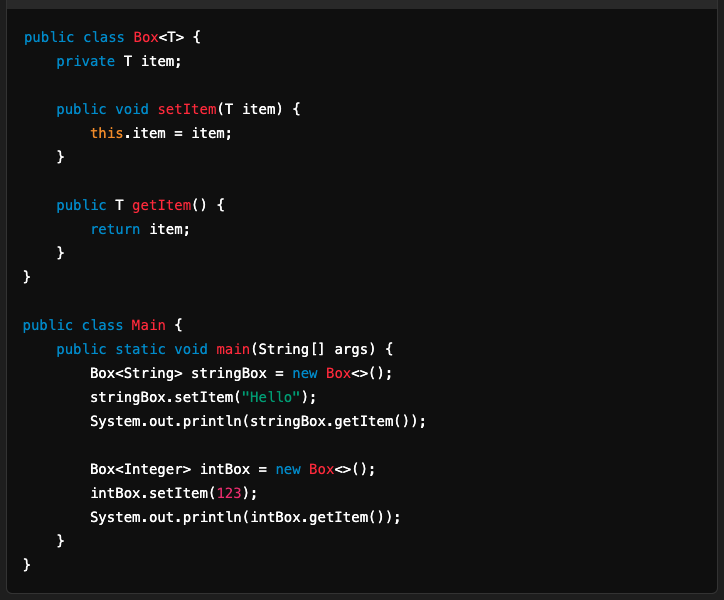 public class Box<T> {
    private T item;

    public void setItem(T item) {
        this.item = item;
    }

    public T getItem() {
        return item;
    }
}

public class Main {
    public static void main(String[] args) {
        Box<String> stringBox = new Box<>();
        stringBox.setItem("Hello");
        System.out.println(stringBox.getItem());

        Box<Integer> intBox = new Box<>();
        intBox.setItem(123);
        System.out.println(intBox.getItem());
    }
}